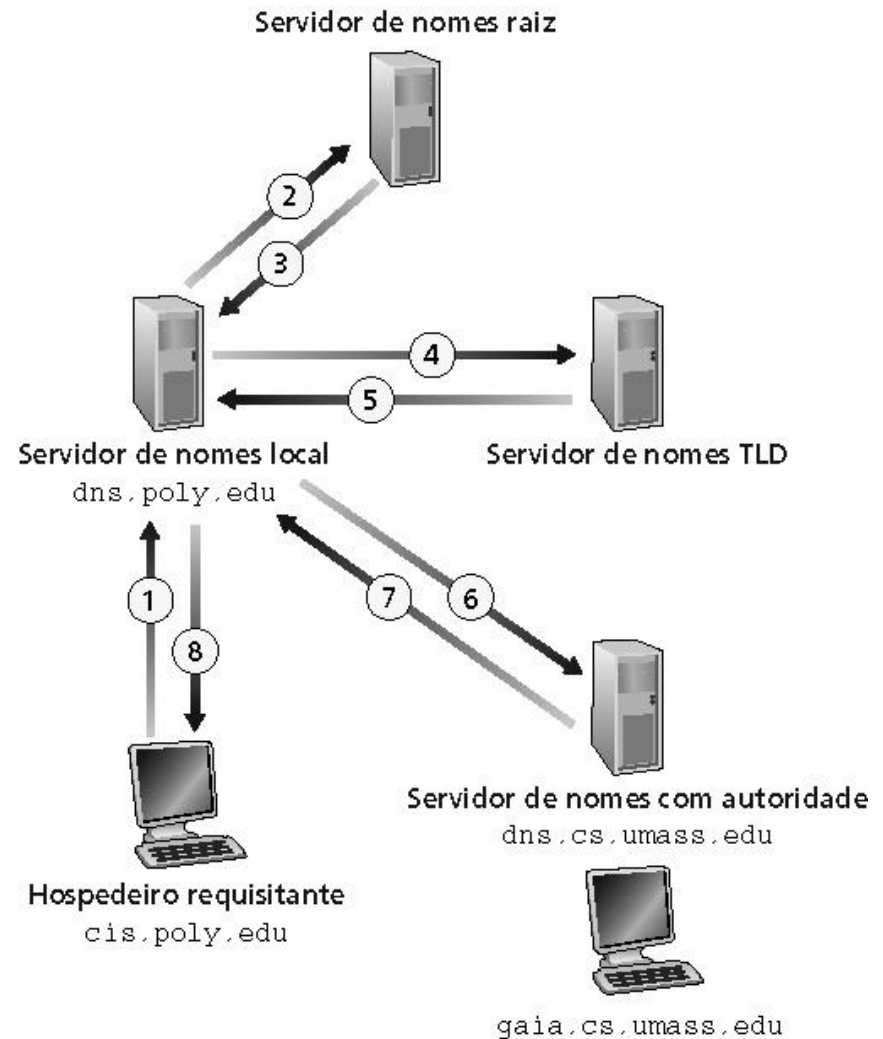 Servidor de nomes raiz
2
3
4
5
Servidor de nomes local
dns.poly.edu
Servidor de nomes TLD
1
8
7
6
Servidor de nomes com autoridade
dns.cs.umass.edu
Hospedeiro requisitante
cis.poly.edu
gaia.cs.umass.edu